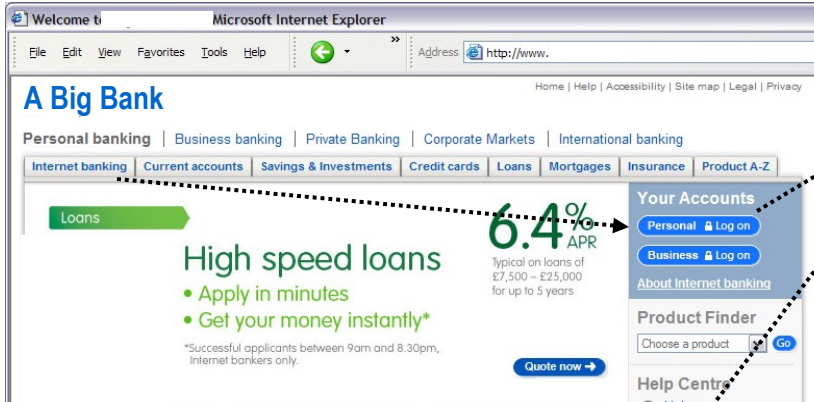 Welcome to Microsoft Internet Explorer
File Edit View Favorites Tools Help » Address http://www.
Home | Help | Accessibility | Site map | Legal | Privacy
A Big Bank
Personal banking | Business banking | Private Banking | Corporate Markets | International banking
Internet banking | Current accounts | Savings & Investments | Credit cards | Loans | Mortgages | Insurance | Product A-Z
Your Accounts
Personal Log on
Business Log on
About Internet banking
Loans
6.4% APR
Typical on loans of
£7,500 – £25,000
for up to 5 years
High speed loans
• Apply in minutes
• Get your money instantly*
*Successful applicants between 9am and 8.30pm,
Internet bankers only.
Quote now
Product Finder
Choose a product Go
Help Centre